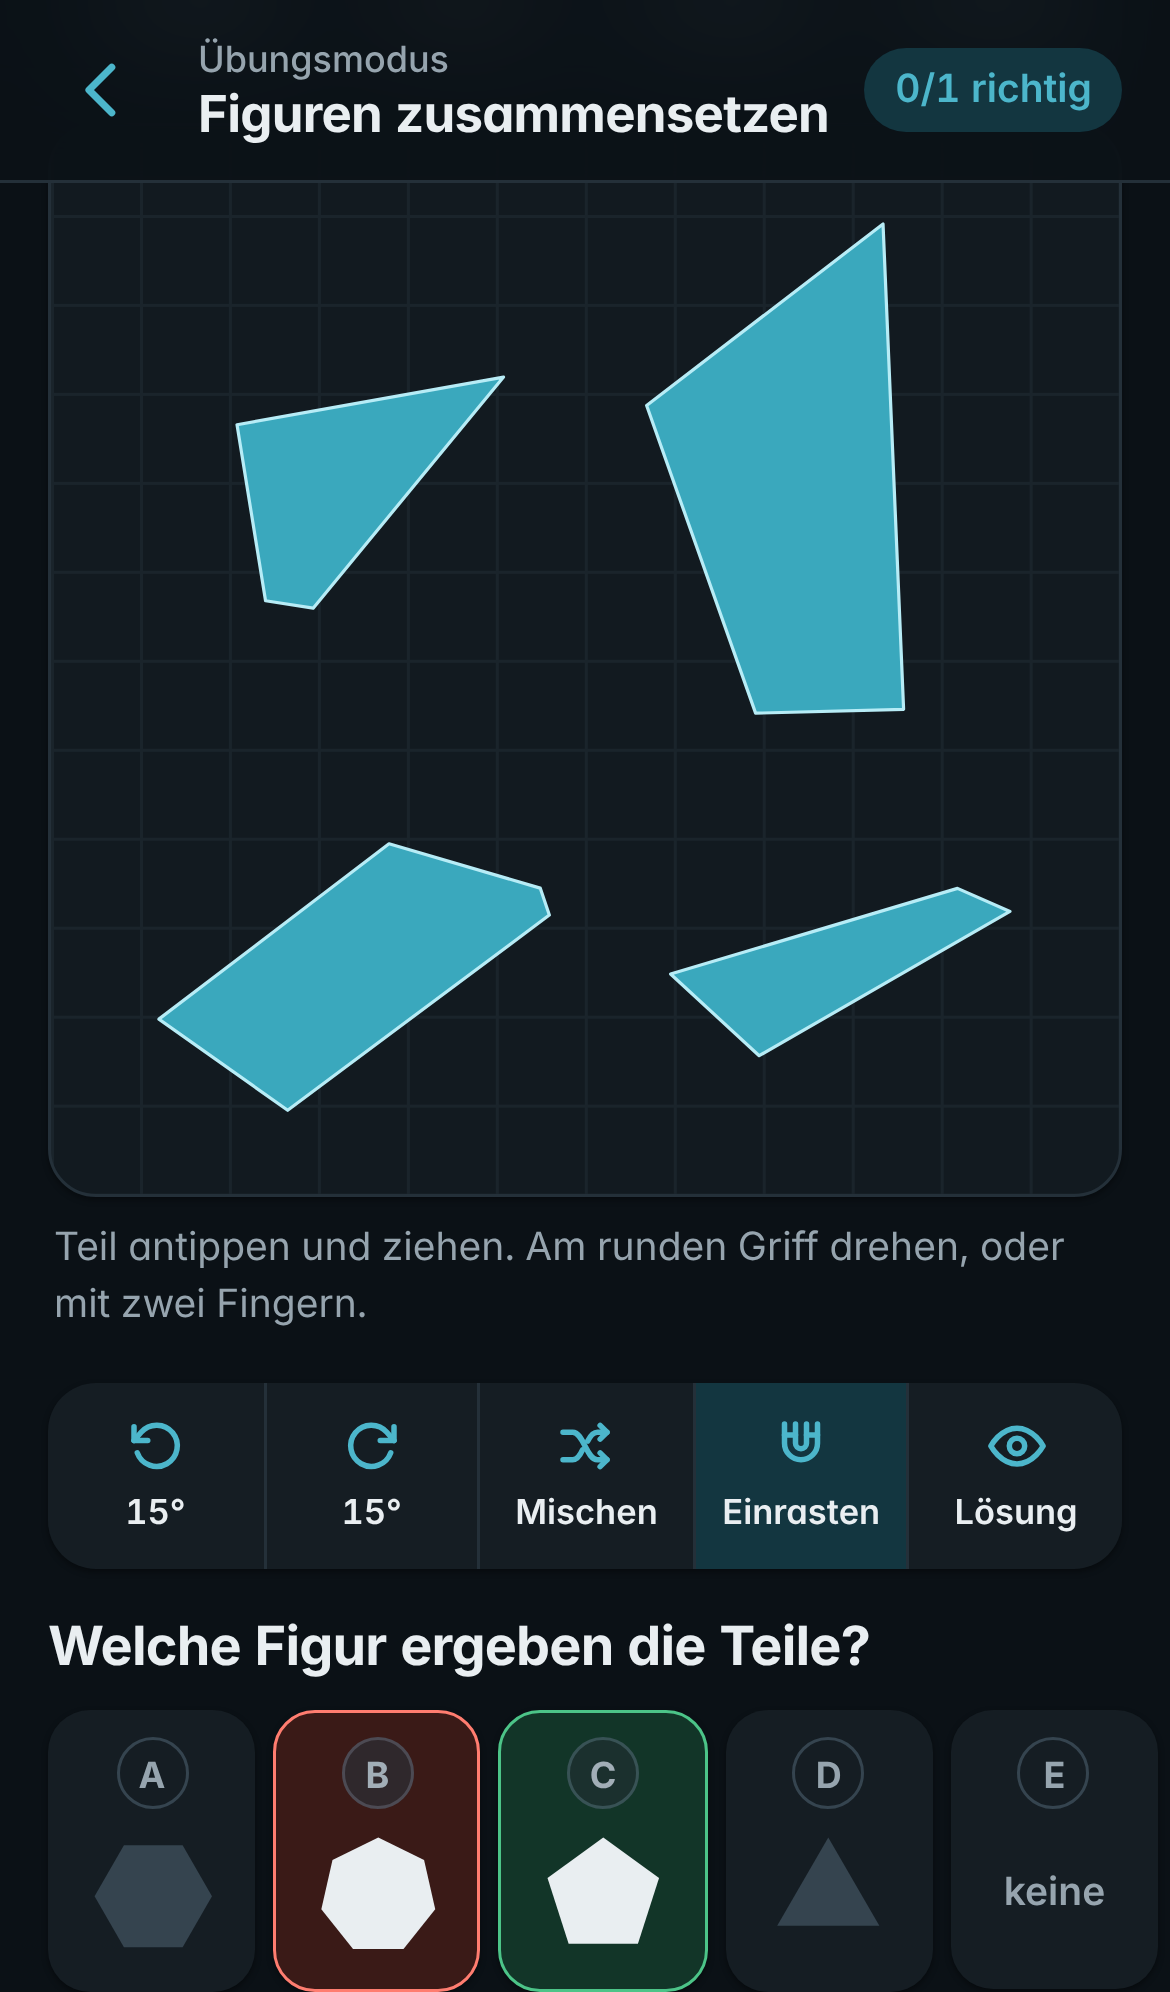 Übungsmodus
Figuren zusammensetzen
0/1 richtig
Teil antippen und ziehen. Am runden Griff drehen, oder
mit zwei Fingern.
15°
15°
Mischen
Einrasten
Lösung
Welche Figur ergeben die Teile?
A
B
C
D
E
keine